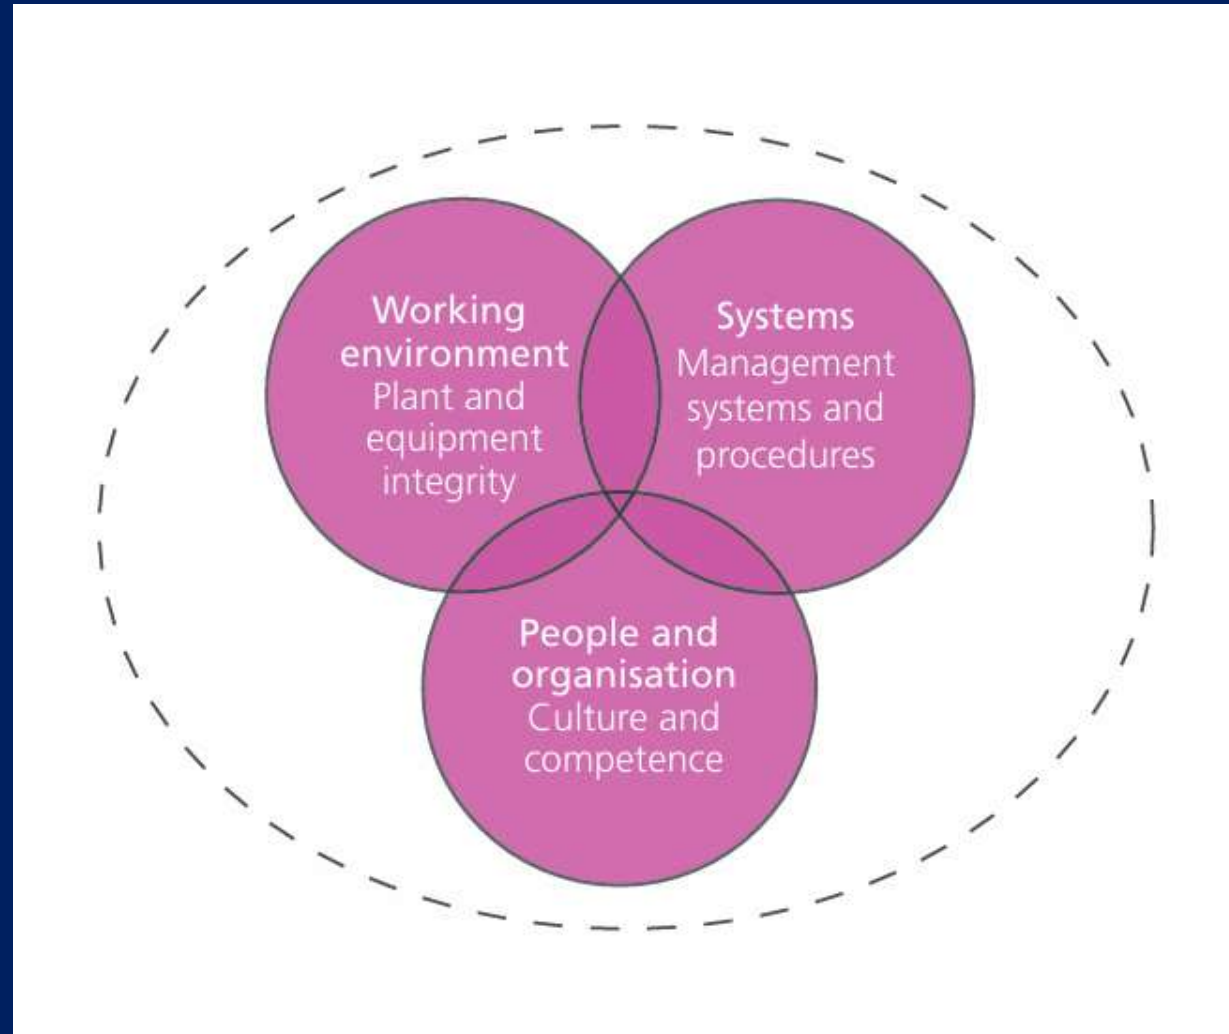 Working
environment
Plant and
equipment
integrity
Systems
Management
systems and
procedures
People and
organisation
Culture and
competence